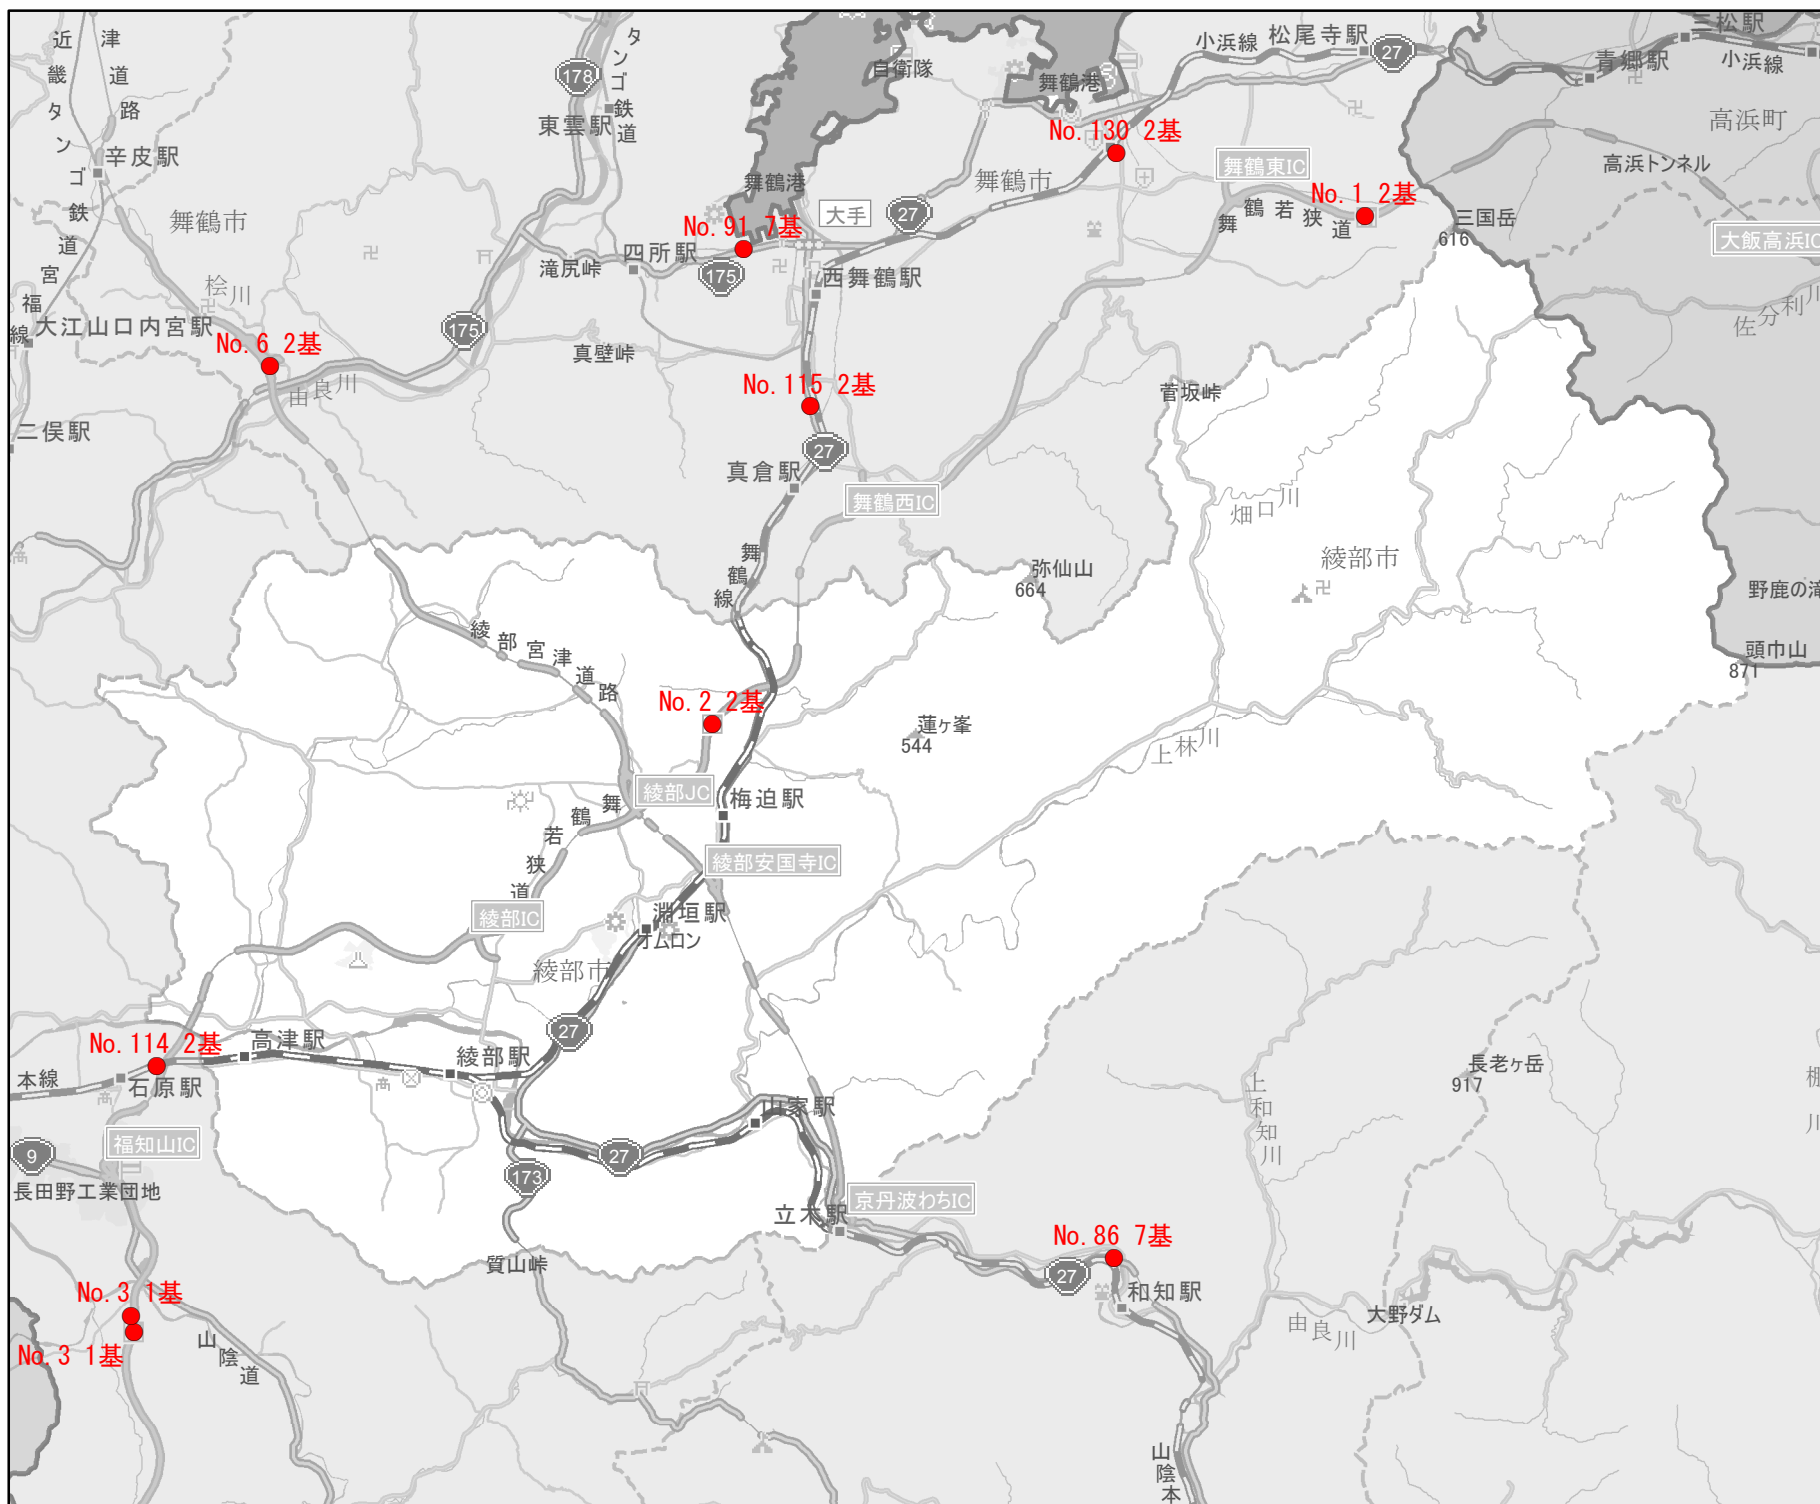 近畿タンゴ鉄道宮福線
津道路
178
タンゴ鉄道
東雲駅
辛皮駅
舞鶴市
桧川
大江山口内宮駅
No.6 2基
由良川
175
二俣駅
自衛隊
舞鶴港
小浜線
松尾寺駅
27
三松駅
小浜線
青郷駅
高浜町
高浜トンネル
No.130 2基
舞鶴市
舞鶴東IC
No.1 2基
舞鶴若狭道
三国岳
616
大飯高浜IC
佐分利川
舞鶴港
大手
27
No.91 7基
四所駅
175
滝尻峠
西舞鶴駅
真壁峠
No.115 2基
菅坂峠
27
真倉駅
舞鶴西IC
畑口川
綾部市
舞鶴線
弥仙山
664
野鹿の滝
頭巾山
871
綾部宮津道路
No.2 2基
蓮ヶ峯
544
上林川
綾部JC
梅迫駅
舞鶴若狭道
綾部安国寺IC
綾部IC
淵垣駅
オムロン
綾部市
27
No.114 2基
高津駅
本線
石原駅
綾部駅
山家駅
長老ヶ岳
917
上和知川
棚川
9
福知山IC
長田野工業団地
27
173
京丹波わちIC
立木駅
質山峠
No.86 7基
27
和知駅
大野ダム
由良川
No.3 1基
No.3 1基
山陰道
山陰本